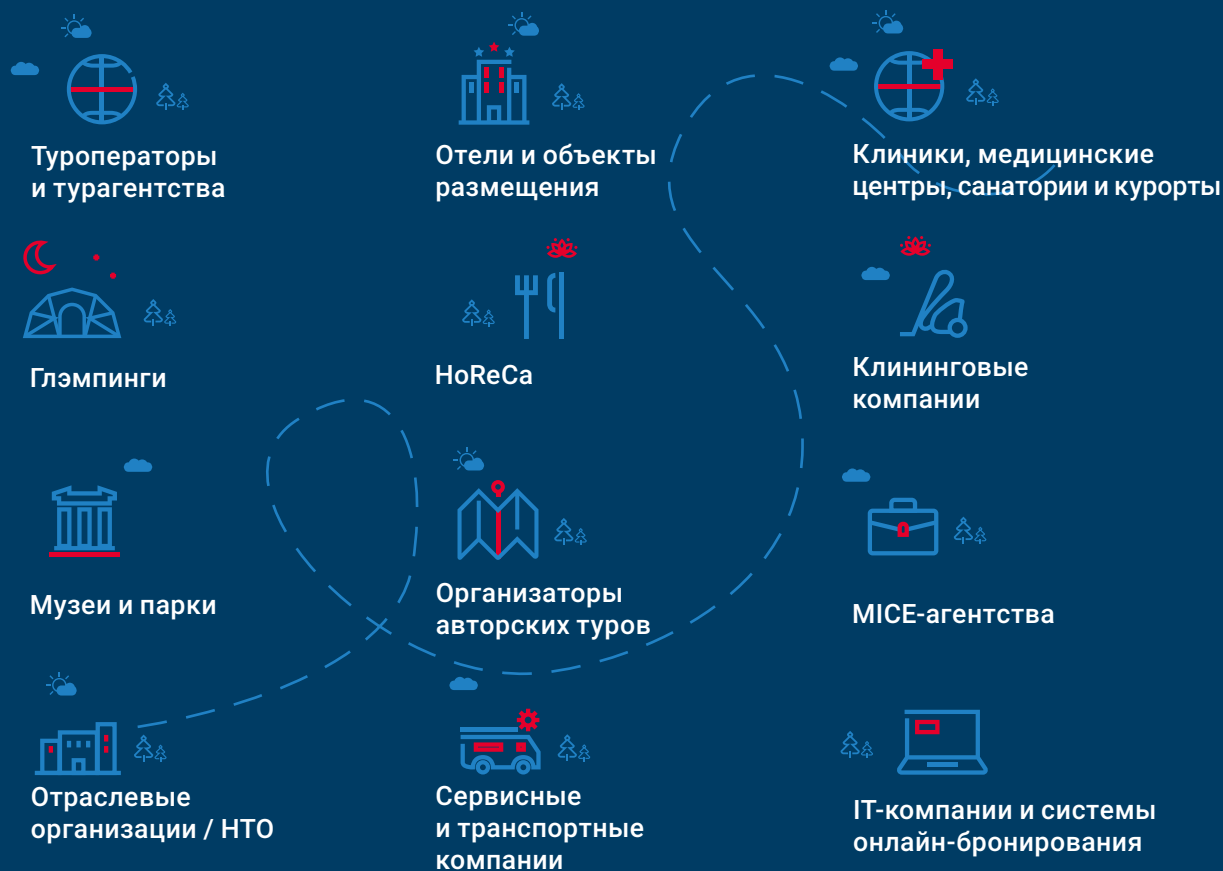 Туроператоры
и турагентства
Отели и объекты
размещения
Клиники, медицинские
центры, санатории и курорты
Глэмпинги
HoReCa
Клининговые
компании
Музеи и парки
Организаторы
авторских туров
MICE-агентства
Отраслевые
организации / НТО
Сервисные
и транспортные
компании
IT-компании и системы
онлайн-бронирования